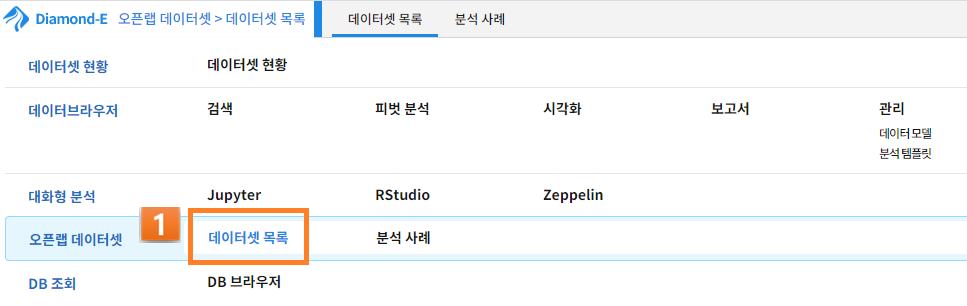 Diamond-E 오픈랩 데이터셋 > 데이터셋 목록 데이터셋 목록 분석 사례
데이터셋 현황 데이터셋 현황
데이터브라우저 검색 피벗 분석 시각화 보고서 관리
데이터 모델
분석 템플릿
대화형 분석 Jupyter RStudio Zeppelin
1
오픈랩 데이터셋 데이터셋 목록 분석 사례
DB 조회 DB 브라우저